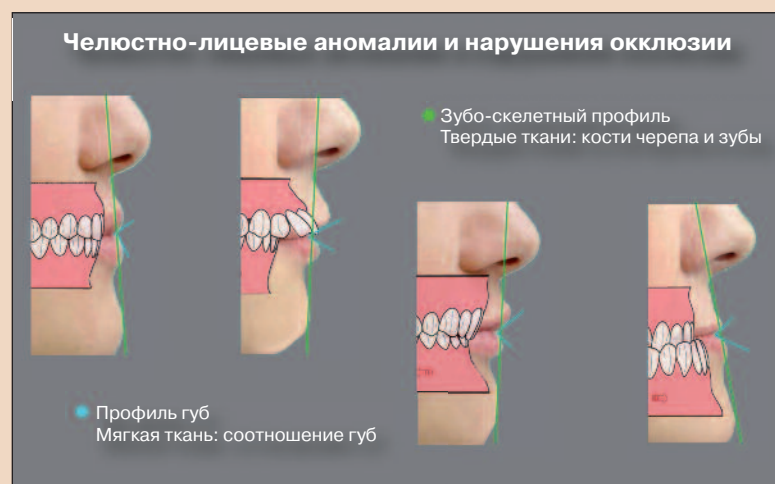 Челюстно-лицевые аномалии и нарушения окклюзии
Зубо-скелетный профиль
Твердые ткани: кости черепа и зубы
Профиль губ
Мягкая ткань: соотношение губ